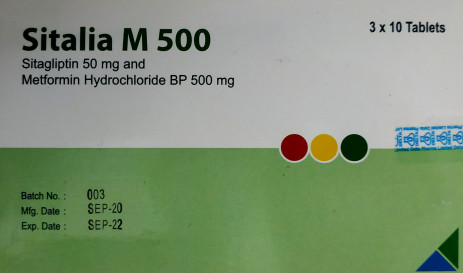 Sitalia M 500
3 x 10 Tablets
Sitagliptin 50 mg and
Metformin Hydrochloride BP 500 mg
Batch No. : 003
Mfg. Date : SEP-20
Exp. Date : SEP-22